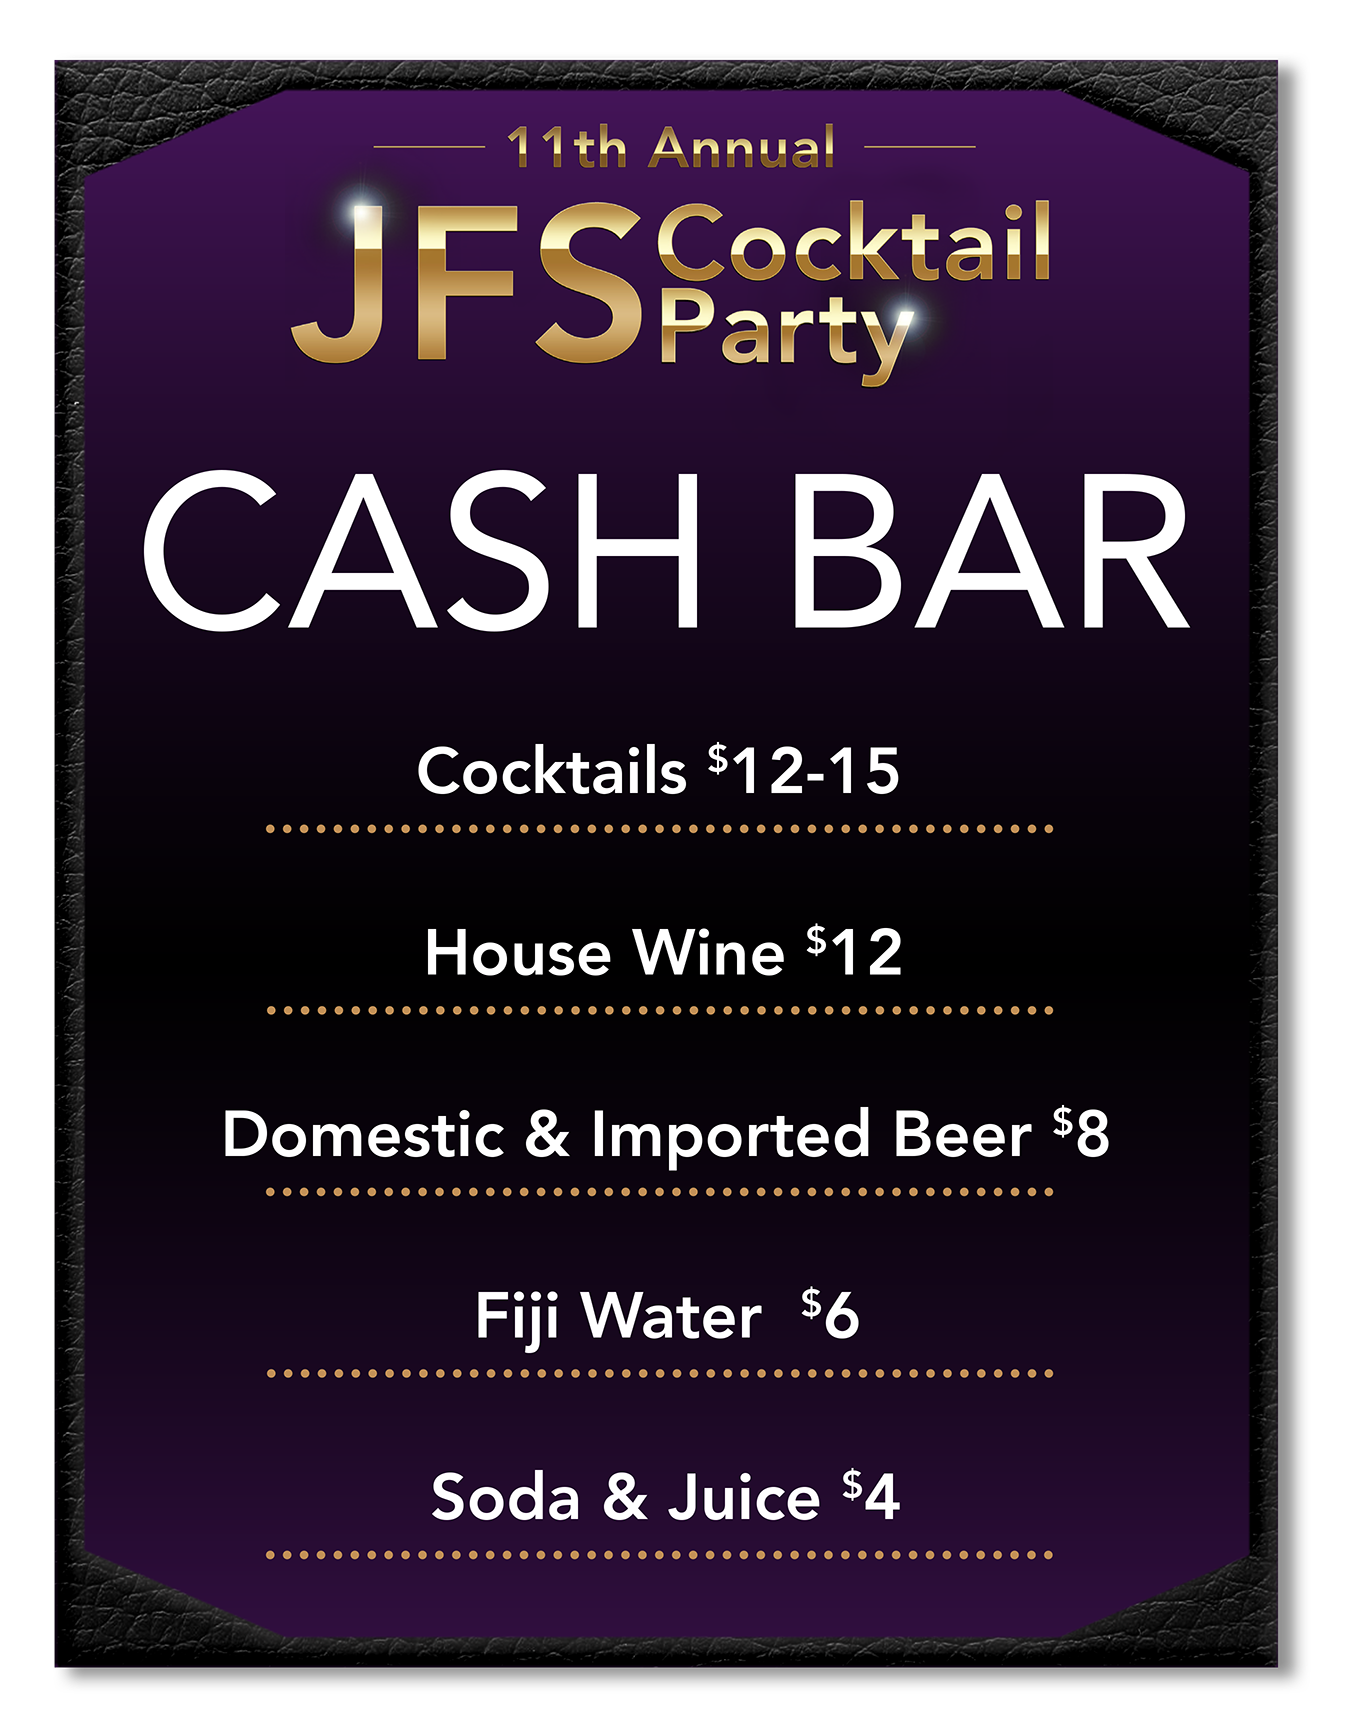 11th Annual
JFS Cocktail
Party
CASH BAR
Cocktails $12-15
House Wine $12
Domestic & Imported Beer $8
Fiji Water $6
Soda & Juice $4